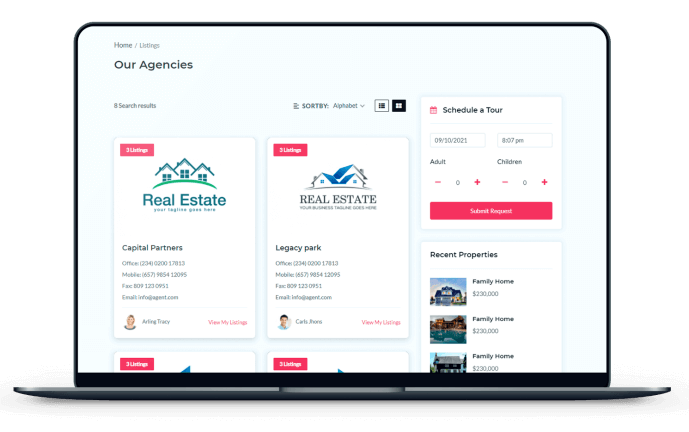 Home / Listings
Our Agencies
8 Search results
SORTBY: Alphabet
3 Listings
Real Estate
your tagline goes here
Capital Partners
Office: (234) 0200 17813
Mobile: (657) 9854 12095
Fax: 809 123 0951
Email: info@agent.com
Arling Tracy
View My Listings
3 Listings
REAL ESTATE
YOUR BUSINESS TAGLINE GOES HERE
Legacy park
Office: (234) 0200 17813
Mobile: (657) 9854 12095
Fax: 809 123 0951
Email: info@agent.com
Carls Jhons
View My Listings
3 Listings
3 Listings
Schedule a Tour
09/10/2021
8:07 pm
Adult
Children
− 0 +
− 0 +
Submit Request
Recent Properties
Family Home
$230,000
Family Home
$230,000
Family Home
$230,000